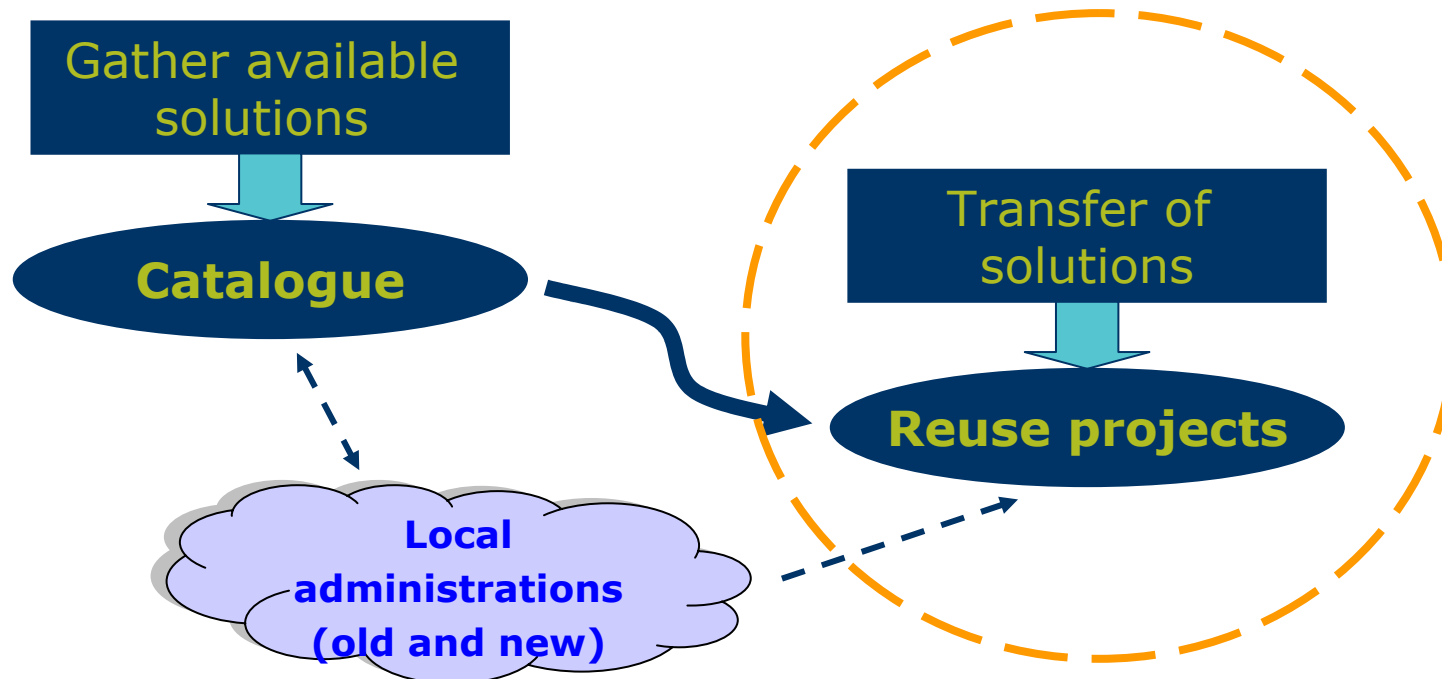 Gather available
solutions
Catalogue
Transfer of
solutions
Reuse projects
Local
administrations
(old and new)